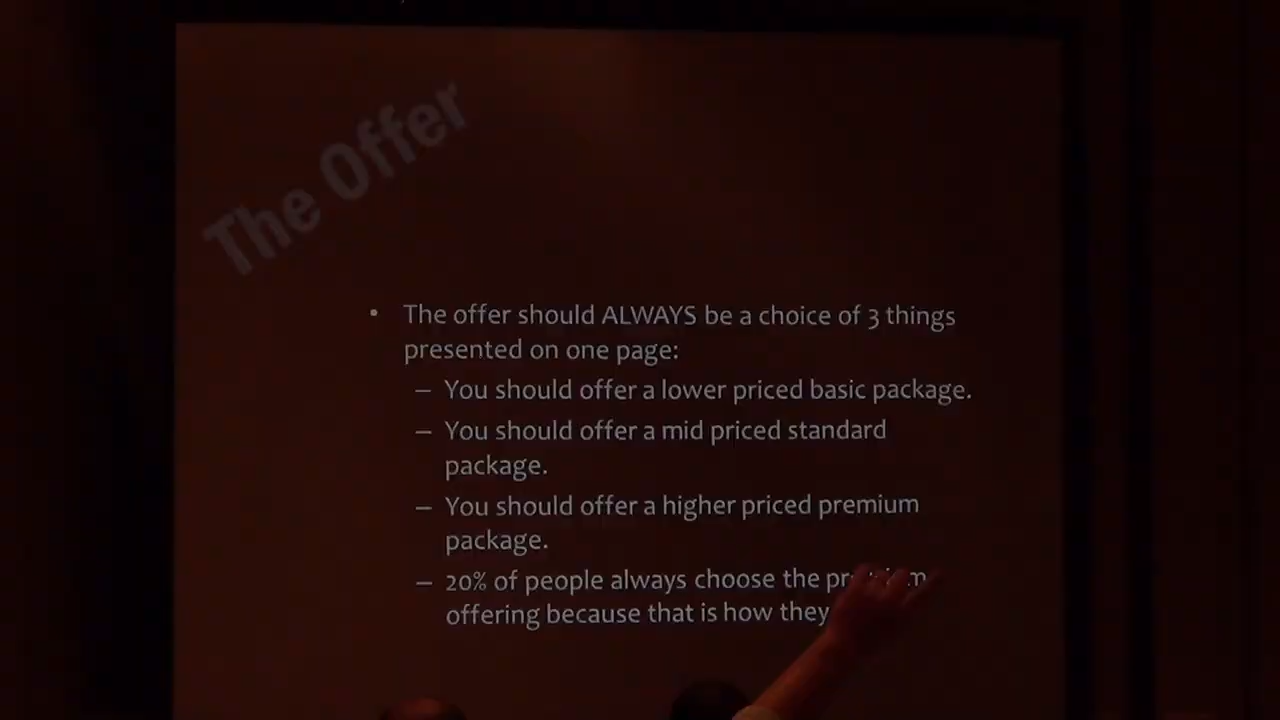 The Offer
• The offer should ALWAYS be a choice of 3 things
presented on one page:
– You should offer a lower priced basic package.
– You should offer a mid priced standard
package.
– You should offer a higher priced premium
package.
– 20% of people always choose the
offering because that is how they